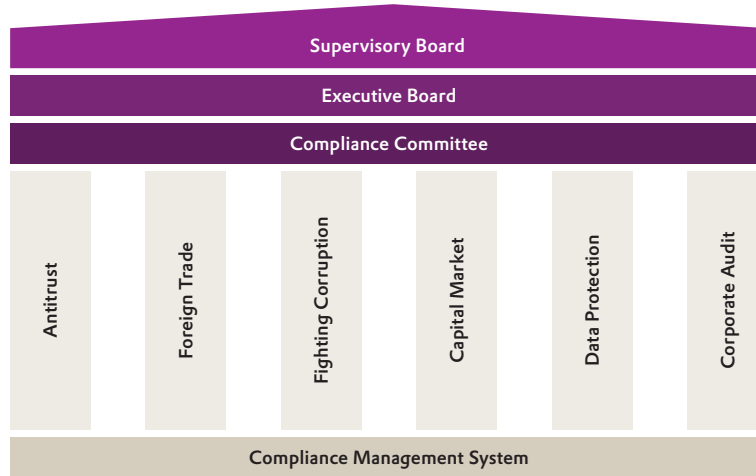 Supervisory Board
Executive Board
Compliance Committee
Antitrust
Foreign Trade
Fighting Corruption
Capital Market
Data Protection
Corporate Audit
Compliance Management System